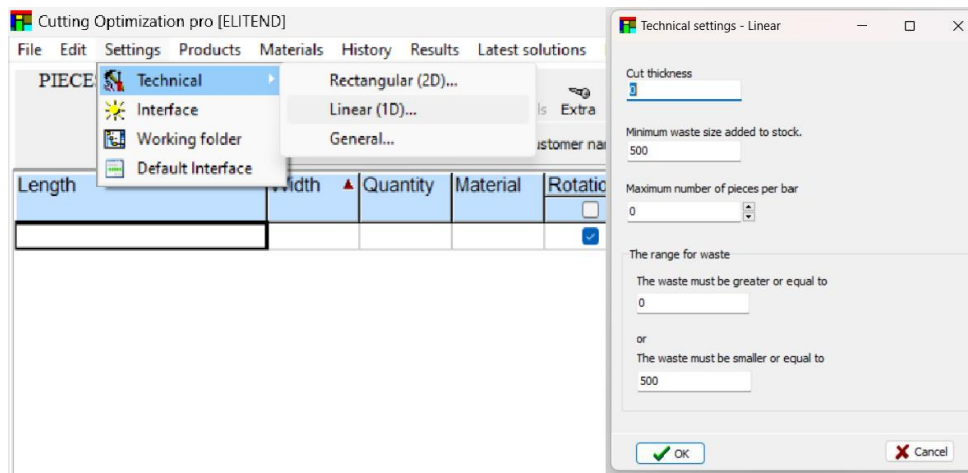 Cutting Optimization pro [ELITEND]
File Edit Settings Products Materials History Results Latest solutions
PIECE
Technical
Interface
Working folder
Default Interface
Rectangular (2D)...
Linear (1D)...
General...
Extra
Length Width Quantity Material
Technical settings - Linear
Cut thickness
0
Minimum waste size added to stock.
500
Maximum number of pieces per bar
0
The range for waste
The waste must be greater or equal to
0
or
The waste must be smaller or equal to
500
OK Cancel